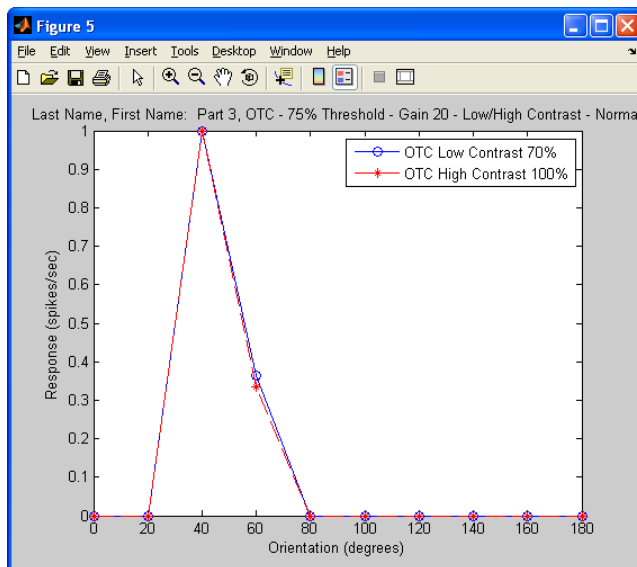 Figure 5
File Edit View Insert Tools Desktop Window Help
Last Name, First Name: Part 3, OTC - 75% Threshold - Gain 20 - Low/High Contrast - Norma
1
0.9
0.8
0.7
0.6
0.5
0.4
0.3
0.2
0.1
0
Response (spikes/sec)
OTC Low Contrast 70%
OTC High Contrast 100%
0 20 40 60 80 100 120 140 160 180
Orientation (degrees)